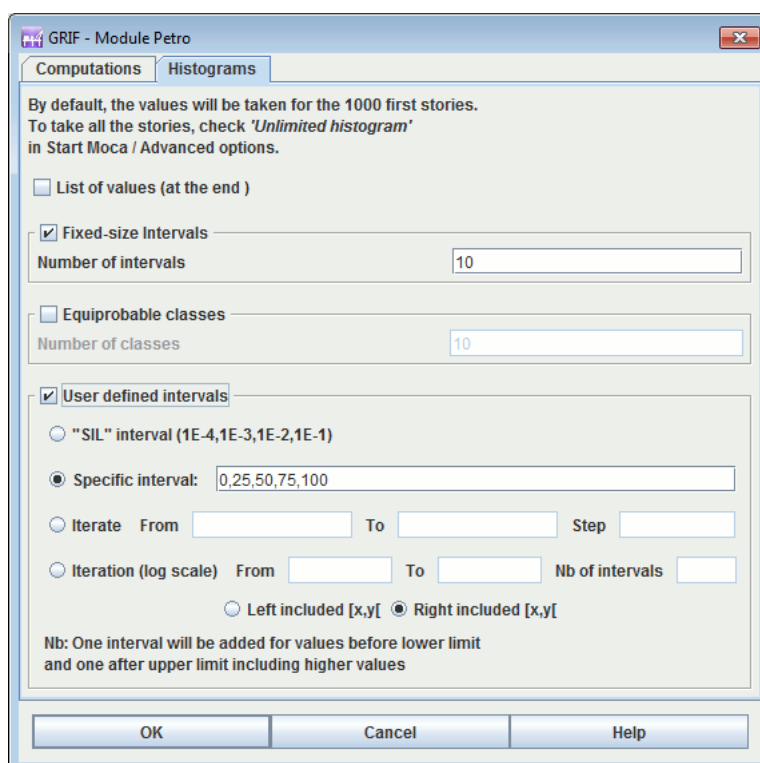 GRIF - Module Petro
Computations Histograms
By default, the values will be taken for the 1000 first stories.
To take all the stories, check 'Unlimited histogram'
in Start Moca / Advanced options.
List of values (at the end )
Fixed-size Intervals
Number of intervals 10
Equiprobable classes
Number of classes 10
User defined intervals
"SIL" interval (1E-4,1E-3,1E-2,1E-1)
Specific interval: 0,25,50,75,100
Iterate From To Step
Iteration (log scale) From To Nb of intervals
Left included [x,y[ Right included [x,y[
Nb: One interval will be added for values before lower limit
and one after upper limit including higher values
OK Cancel Help